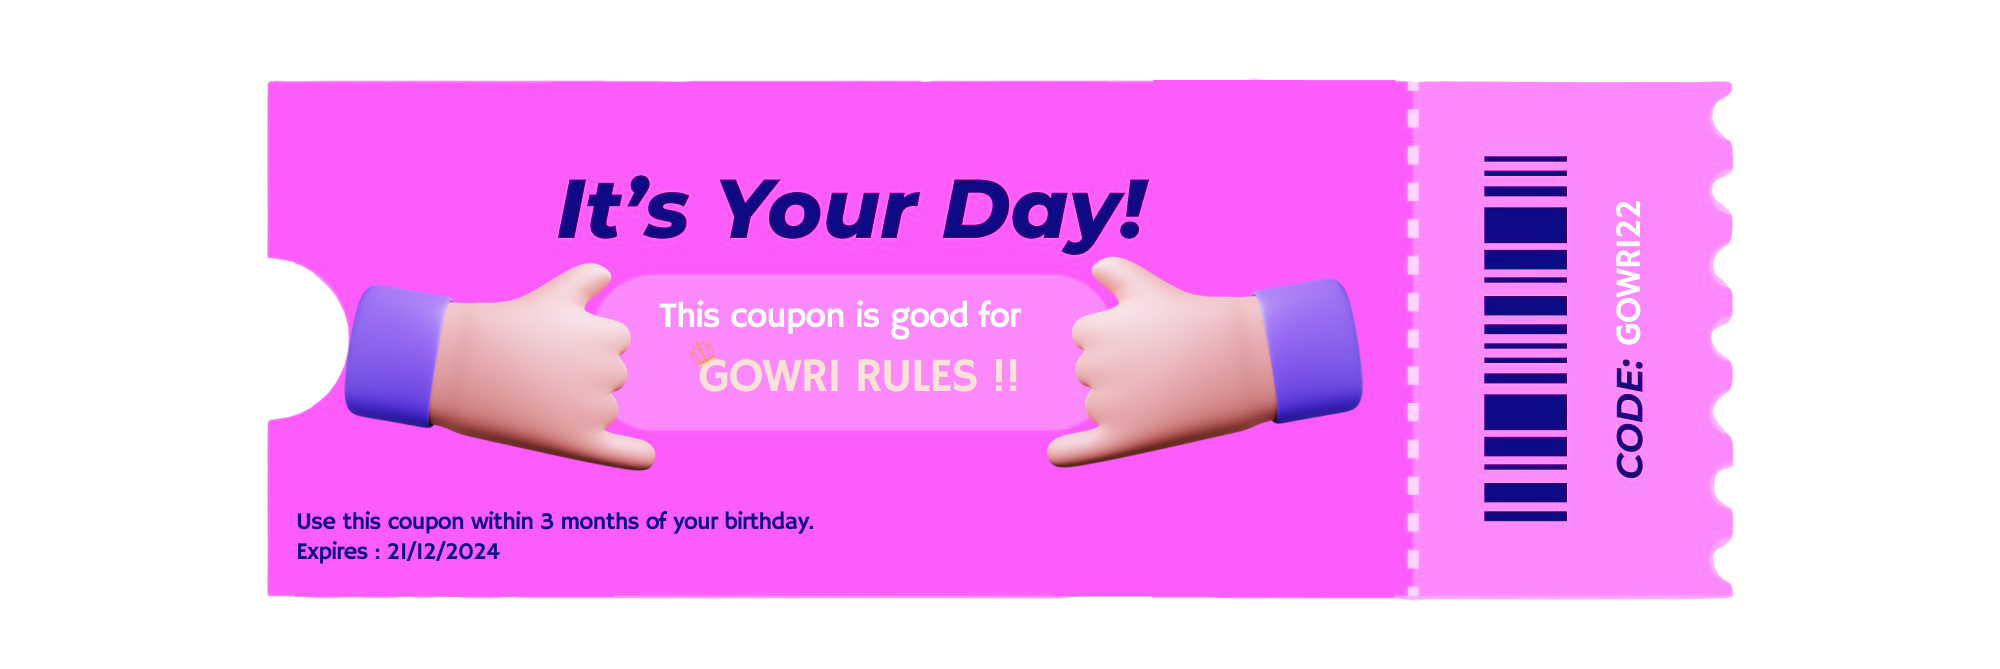 It's Your Day!
This coupon is good for
GOWRI RULES !!
Use this coupon within 3 months of your birthday.
Expires : 21/12/2024
CODE: GOWRI22